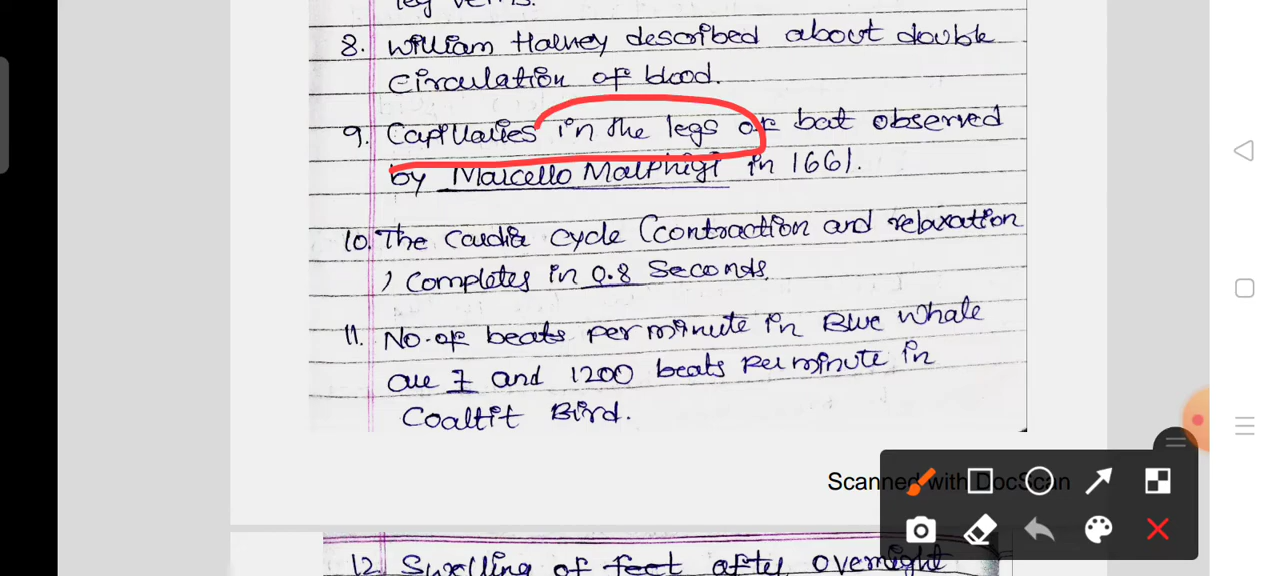 leg veins.
8. William Harvey described about double
circulation of blood.
9. Capillaries in the legs of bat observed
by Marcello Malphigi in 1661.
10. The Cardia cycle (contraction and relaxation
) Completes in 0.8 Seconds.
11. No. of beats per minute in Blue Whale
are 7 and 1200 beats per minute in
Coaltit Bird.
Scanned with DocScan
12. Swelling of feet after overnight